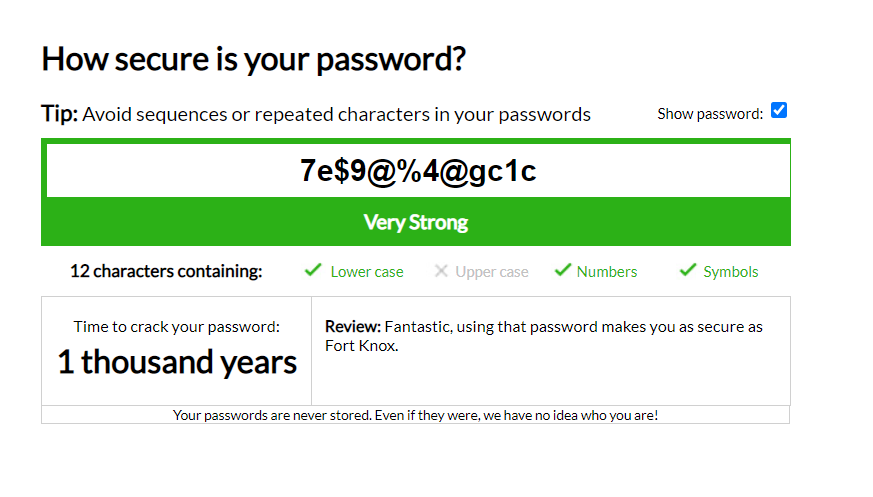 How secure is your password?
Tip: Avoid sequences or repeated characters in your passwords
Show password:
7e$9@%4@gc1c
Very Strong
12 characters containing:
Lower case
Upper case
Numbers
Symbols
Time to crack your password:
1 thousand years
Review: Fantastic, using that password makes you as secure as
Fort Knox.
Your passwords are never stored. Even if they were, we have no idea who you are!